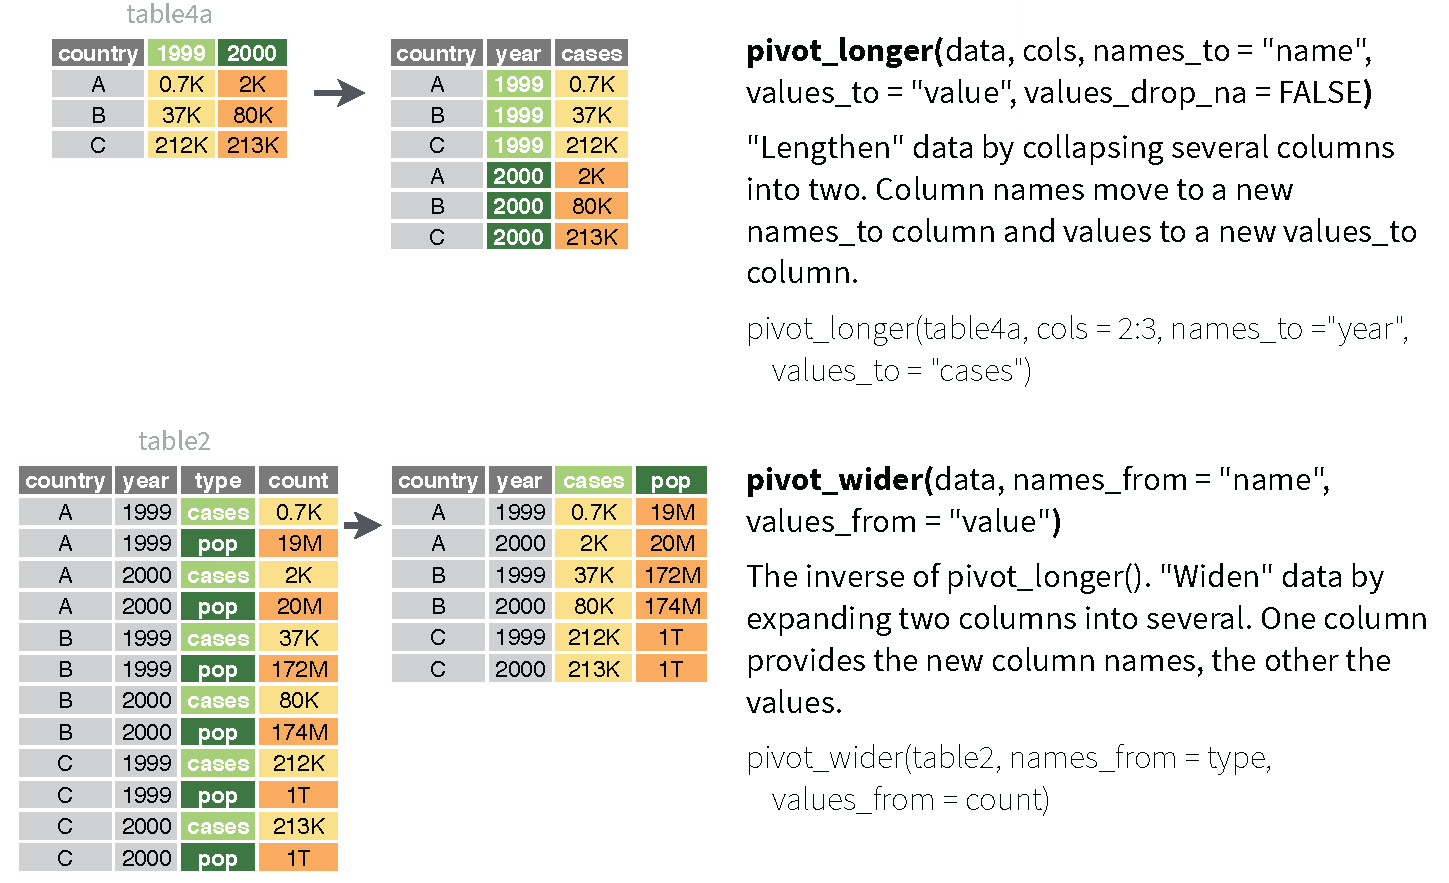 table4a
country 1999 2000
A 0.7K 2K
B 37K 80K
C 212K 213K
country year cases
A 1999 0.7K
B 1999 37K
C 1999 212K
A 2000 2K
B 2000 80K
C 2000 213K
pivot_longer(data, cols, names_to = "name",
values_to = "value", values_drop_na = FALSE)
"Lengthen" data by collapsing several columns
into two. Column names move to a new
names_to column and values to a new values_to
column.
pivot_longer(table4a, cols = 2:3, names_to ="year",
values_to = "cases")
table2
country year type count
A 1999 cases 0.7K
A 1999 pop 19M
A 2000 cases 2K
A 2000 pop 20M
B 1999 cases 37K
B 1999 pop 172M
B 2000 cases 80K
B 2000 pop 174M
C 1999 cases 212K
C 1999 pop 1T
C 2000 cases 213K
C 2000 pop 1T
country year cases pop
A 1999 0.7K 19M
A 2000 2K 20M
B 1999 37K 172M
B 2000 80K 174M
C 1999 212K 1T
C 2000 213K 1T
pivot_wider(data, names_from = "name",
values_from = "value")
The inverse of pivot_longer(). "Widen" data by
expanding two columns into several. One column
provides the new column names, the other the
values.
pivot_wider(table2, names_from = type,
values_from = count)